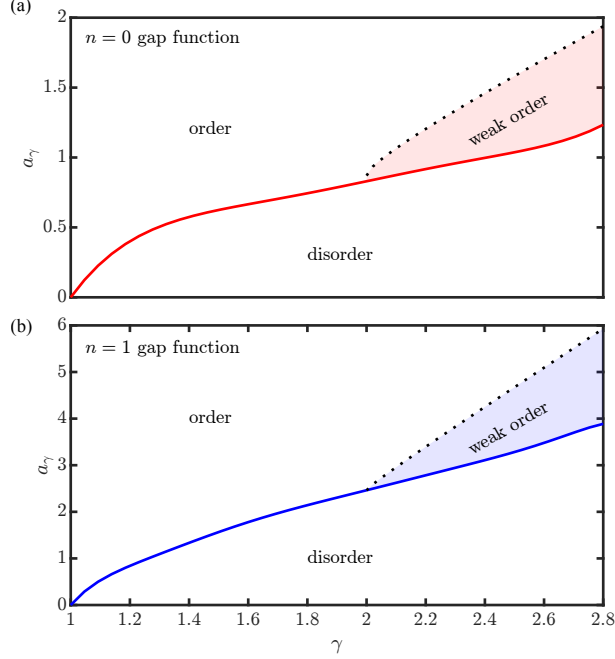 (a)
n = 0 gap function
order
weak order
disorder
a_γ
2
1.5
1
0.5
0
(b)
n = 1 gap function
order
weak order
disorder
a_γ
6
5
4
3
2
1
0
1 1.2 1.4 1.6 1.8 2 2.2 2.4 2.6 2.8
γ